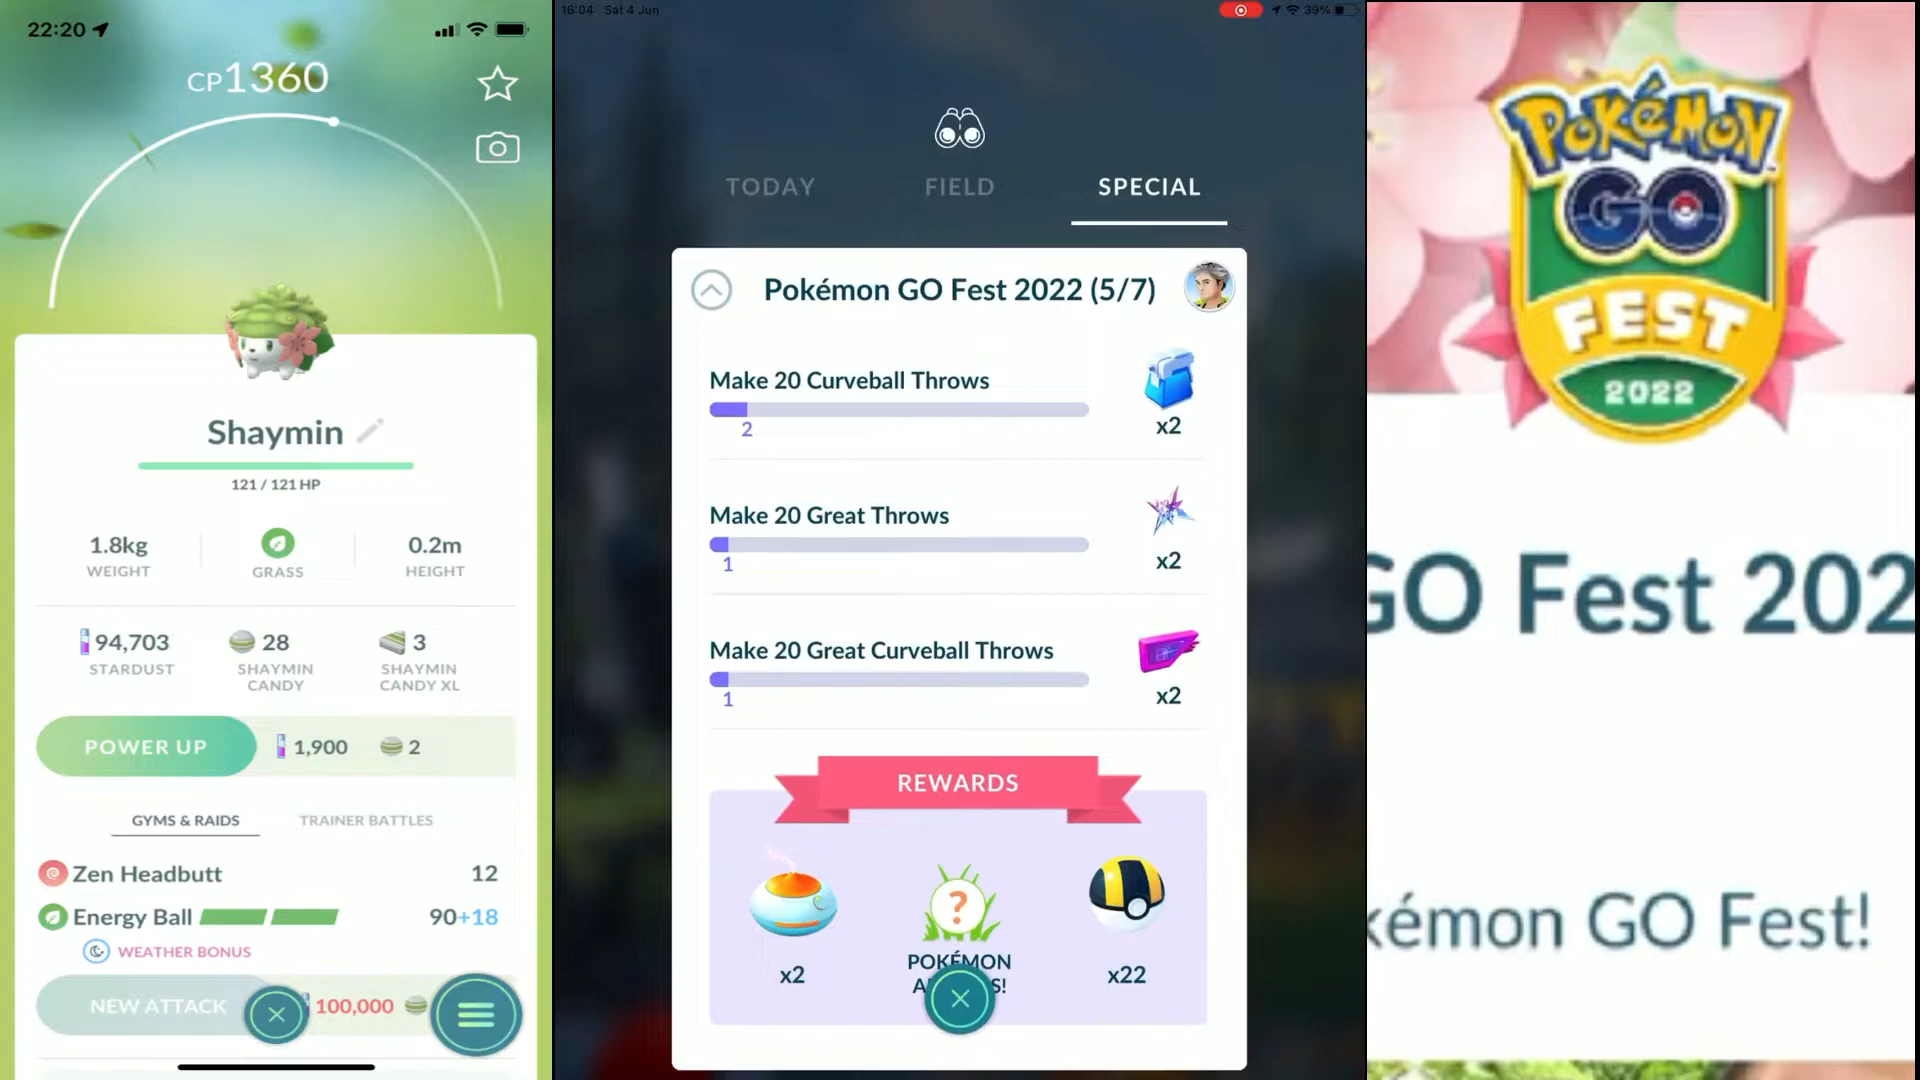 22:20
CP1360
Shaymin
121 / 121 HP
1.8kg
WEIGHT
GRASS
0.2m
HEIGHT
94,703
STARDUST
28
SHAYMIN
CANDY
3
SHAYMIN
CANDY XL
POWER UP
1,900
2
GYMS & RAIDS
TRAINER BATTLES
Zen Headbutt
12
Energy Ball
90+18
WEATHER BONUS
NEW ATTACK
100,000
16:04 Sat 4 Jun
39%
TODAY
FIELD
SPECIAL
Pokémon GO Fest 2022 (5/7)
Make 20 Curveball Throws
2
x2
Make 20 Great Throws
1
x2
Make 20 Great Curveball Throws
1
x2
REWARDS
x2
POKÉMON
x22
POKÉMON
GO
FEST
2022
GO Fest 202
kémon GO Fest!